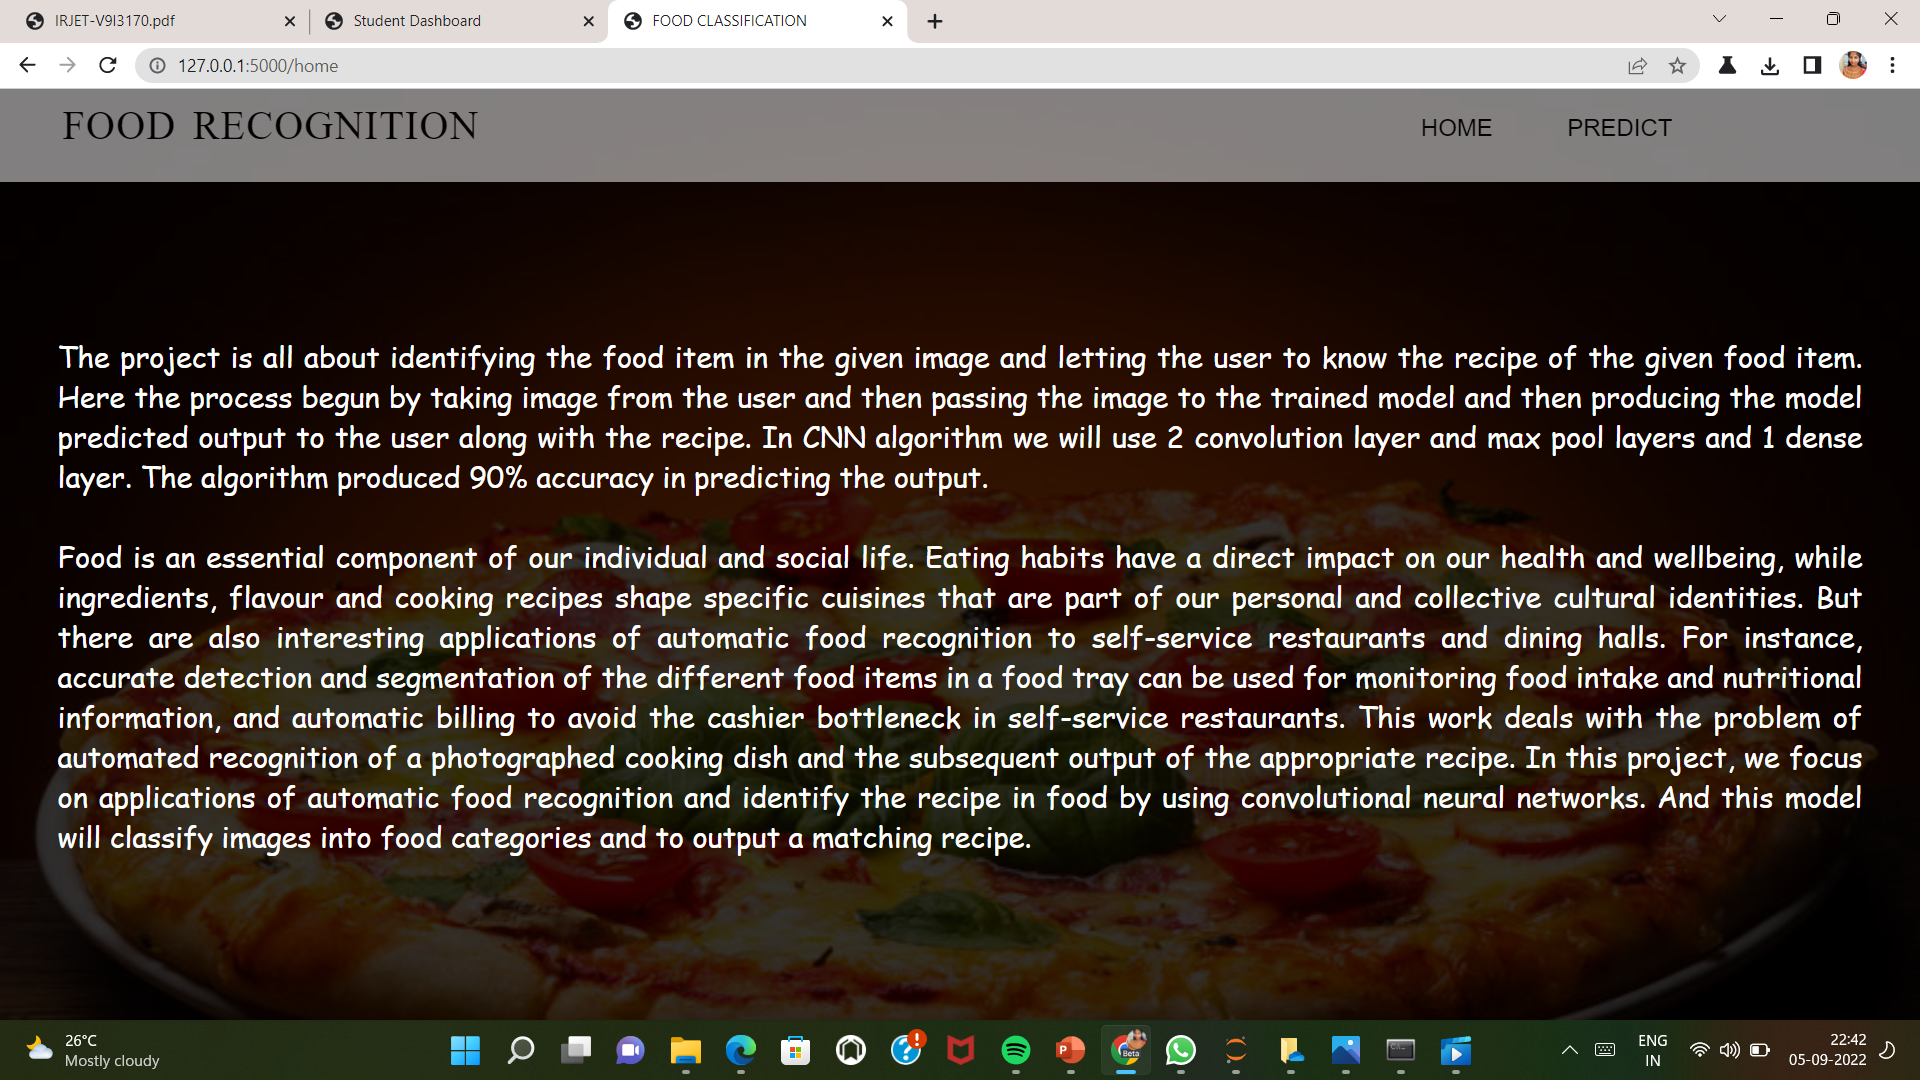 IRJET-V9I3170.pdf
Student Dashboard
FOOD CLASSIFICATION
127.0.0.1:5000/home
FOOD RECOGNITION
HOME
PREDICT
The project is all about identifying the food item in the given image and letting the user to know the recipe of the given food item.
Here the process begun by taking image from the user and then passing the image to the trained model and then producing the model
predicted output to the user along with the recipe. In CNN algorithm we will use 2 convolution layer and max pool layers and 1 dense
layer. The algorithm produced 90% accuracy in predicting the output.
Food is an essential component of our individual and social life. Eating habits have a direct impact on our health and wellbeing, while
ingredients, flavour and cooking recipes shape specific cuisines that are part of our personal and collective cultural identities. But
there are also interesting applications of automatic food recognition to self-service restaurants and dining halls. For instance,
accurate detection and segmentation of the different food items in a food tray can be used for monitoring food intake and nutritional
information, and automatic billing to avoid the cashier bottleneck in self-service restaurants. This work deals with the problem of
automated recognition of a photographed cooking dish and the subsequent output of the appropriate recipe. In this project, we focus
on applications of automatic food recognition and identify the recipe in food by using convolutional neural networks. And this model
will classify images into food categories and to output a matching recipe.
26°C
Mostly cloudy
Beta
ENG
IN
22:42
05-09-2022